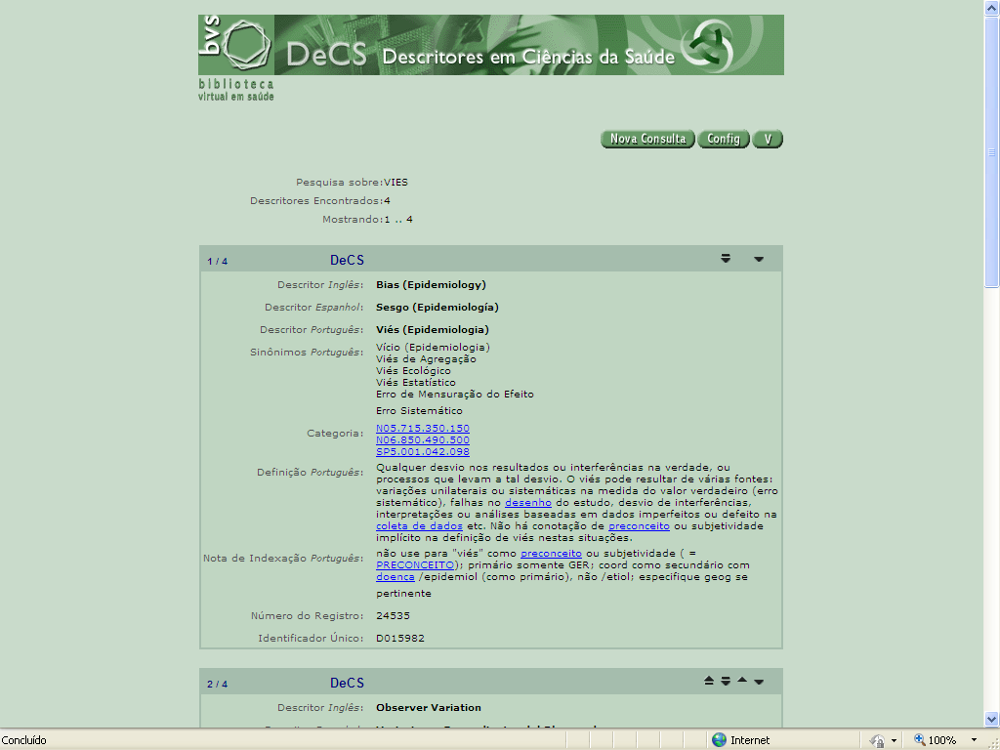 bvs
DeCS Descritores em Ciências da Saúde
biblioteca
virtual em saúde
Nova Consulta Config V
Pesquisa sobre:VIES
Descritores Encontrados:4
Mostrando:1 .. 4
1 / 4 DeCS
Descritor Inglês: Bias (Epidemiology)
Descritor Espanhol: Sesgo (Epidemiología)
Descritor Português: Viés (Epidemiologia)
Sinônimos Português: Vício (Epidemiologia)
Viés de Agregação
Viés Ecológico
Viés Estatístico
Erro de Mensuração do Efeito
Erro Sistemático
Categoria: N05.715.350.150
N06.850.490.500
SP5.001.042.098
Definição Português: Qualquer desvio nos resultados ou interferências na verdade, ou
processos que levam a tal desvio. O viés pode resultar de várias fontes:
variações unilaterais ou sistemáticas na medida do valor verdadeiro (erro
sistemático), falhas no desenho do estudo, desvio de interferências,
interpretações ou análises baseadas em dados imperfeitos ou defeito na
coleta de dados etc. Não há conotação de preconceito ou subjetividade
implícito na definição de viés nestas situações.
Nota de Indexação Português: não use para "viés" como preconceito ou subjetividade ( =
PRECONCEITO); primário somente GER; coord como secundário com
doença /epidemiol (como primário), não /etiol; especifique geog se
pertinente
Número do Registro: 24535
Identificador Único: D015982
2 / 4 DeCS
Descritor Inglês: Observer Variation
Concluído Internet 100%